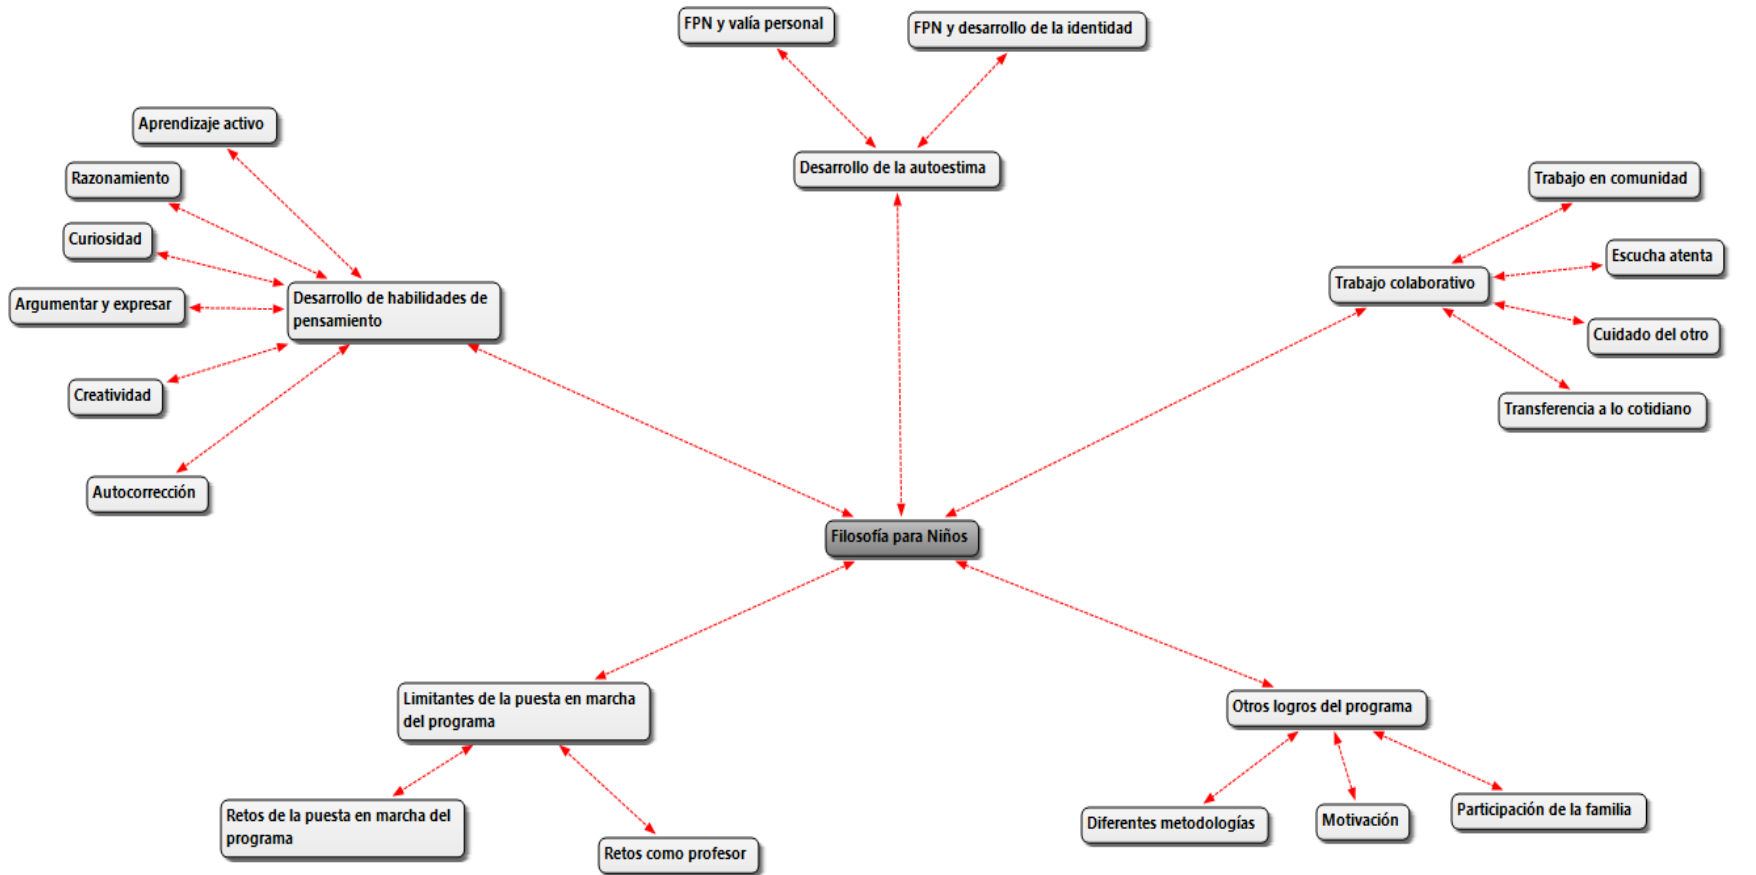 FPN y valía personal
FPN y desarrollo de la identidad
Aprendizaje activo
Desarrollo de la autoestima
Razonamiento
Trabajo en comunidad
Curiosidad
Escucha atenta
Argumentar y expresar
Desarrollo de habilidades de
pensamiento
Trabajo colaborativo
Cuidado del otro
Creatividad
Transferencia a lo cotidiano
Autocorrección
Filosofía para Niños
Limitantes de la puesta en marcha
del programa
Otros logros del programa
Retos de la puesta en marcha del
programa
Retos como profesor
Diferentes metodologías
Motivación
Participación de la familia